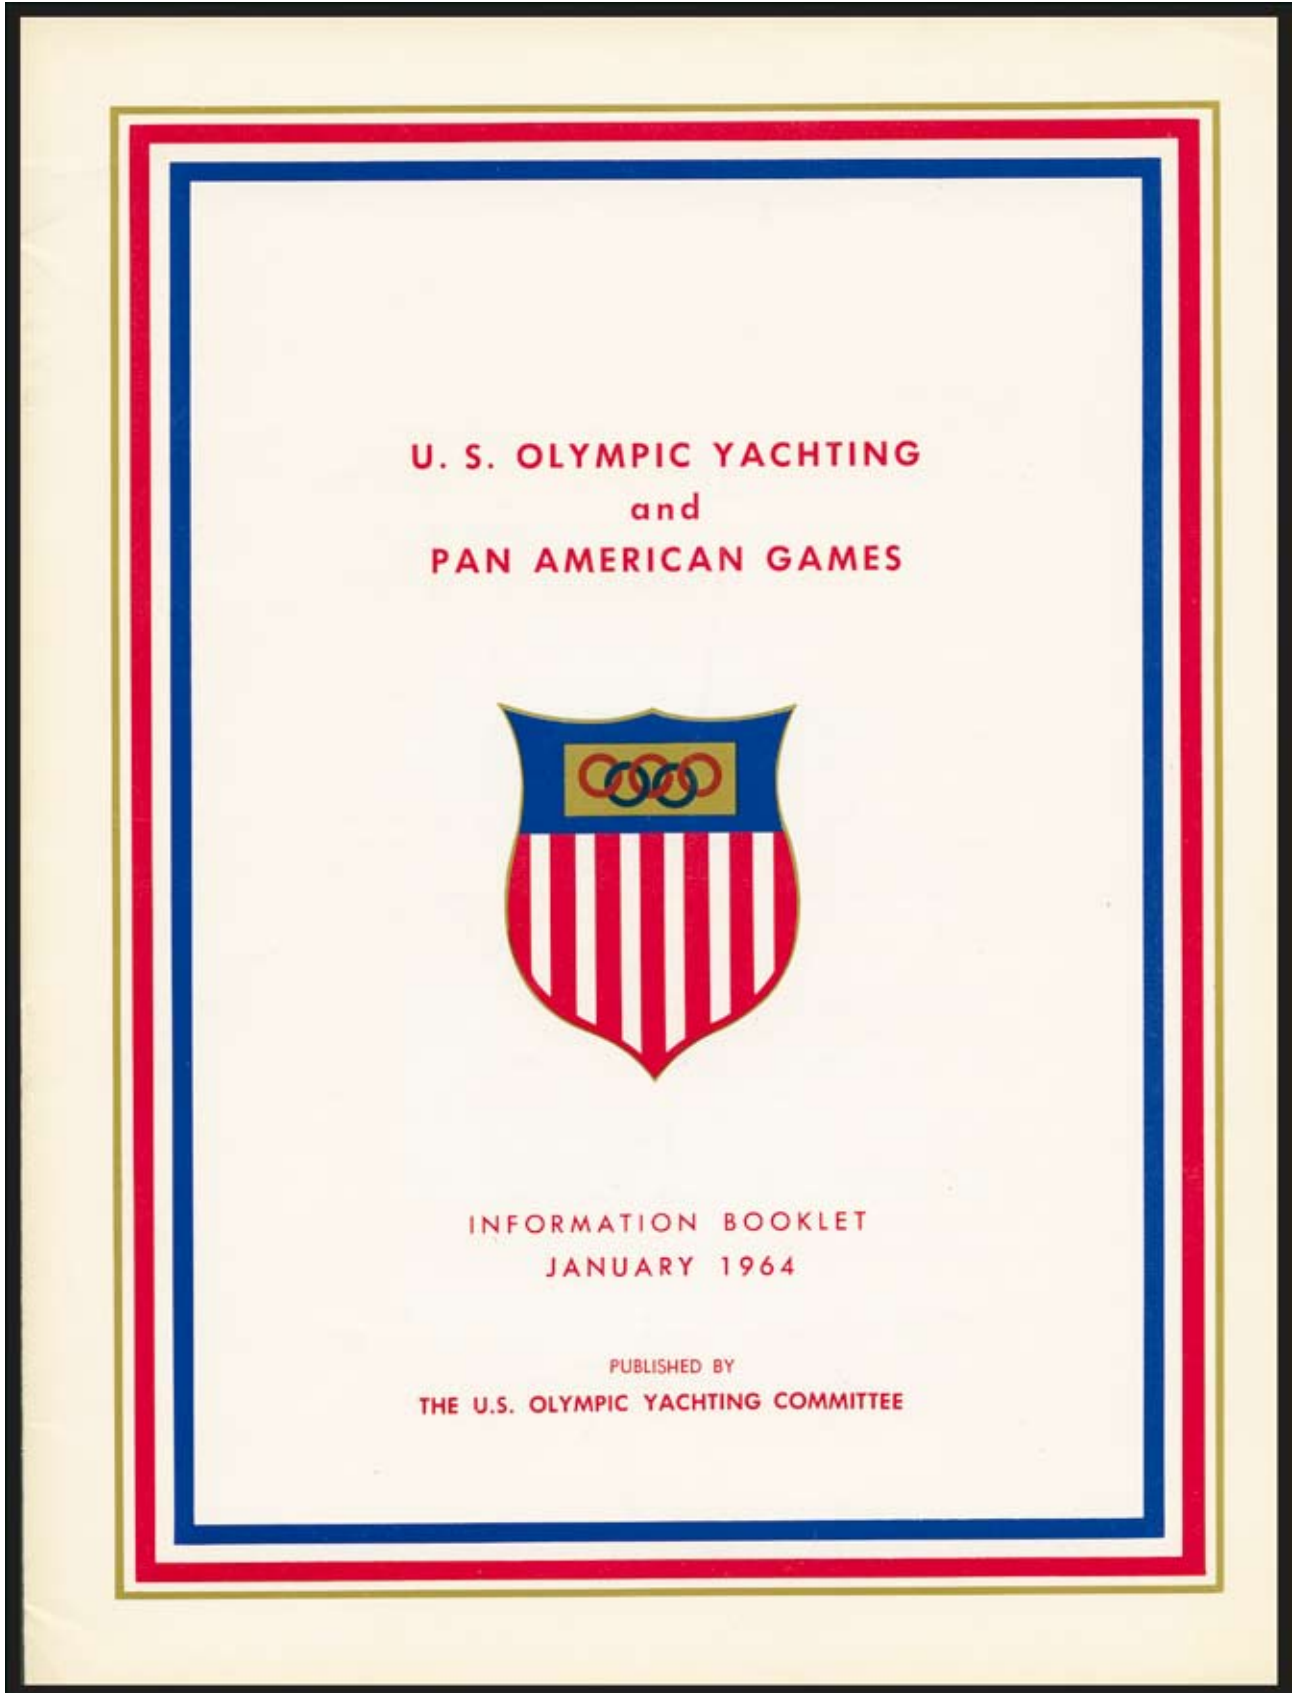 U. S. OLYMPIC YACHTING
and
PAN AMERICAN GAMES
INFORMATION BOOKLET
JANUARY 1964
PUBLISHED BY
THE U.S. OLYMPIC YACHTING COMMITTEE